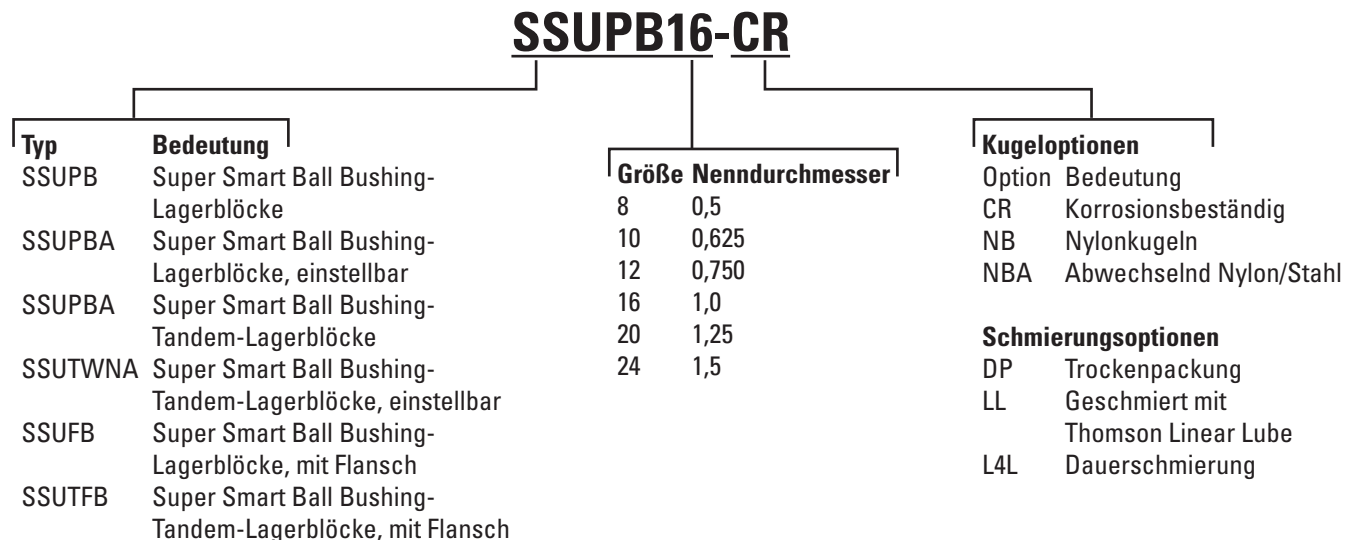 SSUPB16-CR
Typ Bedeutung
SSUPB Super Smart Ball Bushing-
Lagerblöcke
SSUPBA Super Smart Ball Bushing-
Lagerblöcke, einstellbar
SSUPBA Super Smart Ball Bushing-
Tandem-Lagerblöcke
SSUTWNA Super Smart Ball Bushing-
Tandem-Lagerblöcke, einstellbar
SSUFB Super Smart Ball Bushing-
Lagerblöcke, mit Flansch
SSUTFB Super Smart Ball Bushing-
Tandem-Lagerblöcke, mit Flansch
Größe Nenndurchmesser
8 0,5
10 0,625
12 0,750
16 1,0
20 1,25
24 1,5
Kugeloptionen
Option Bedeutung
CR Korrosionsbeständig
NB Nylonkugeln
NBA Abwechselnd Nylon/Stahl
Schmierungsoptionen
DP Trockenpackung
LL Geschmiert mit
Thomson Linear Lube
L4L Dauerschmierung